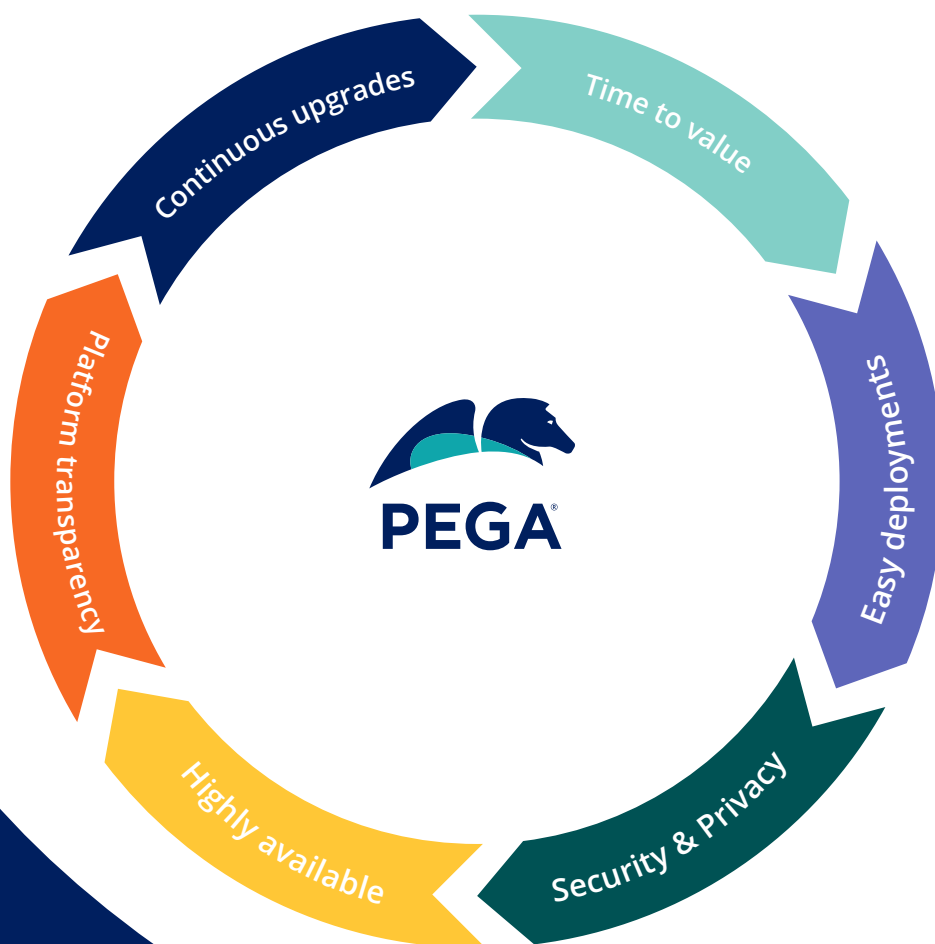 Continuous upgrades
Time to value
Easy deployments
Security & Privacy
Highly available
Platform transparency
PEGA®